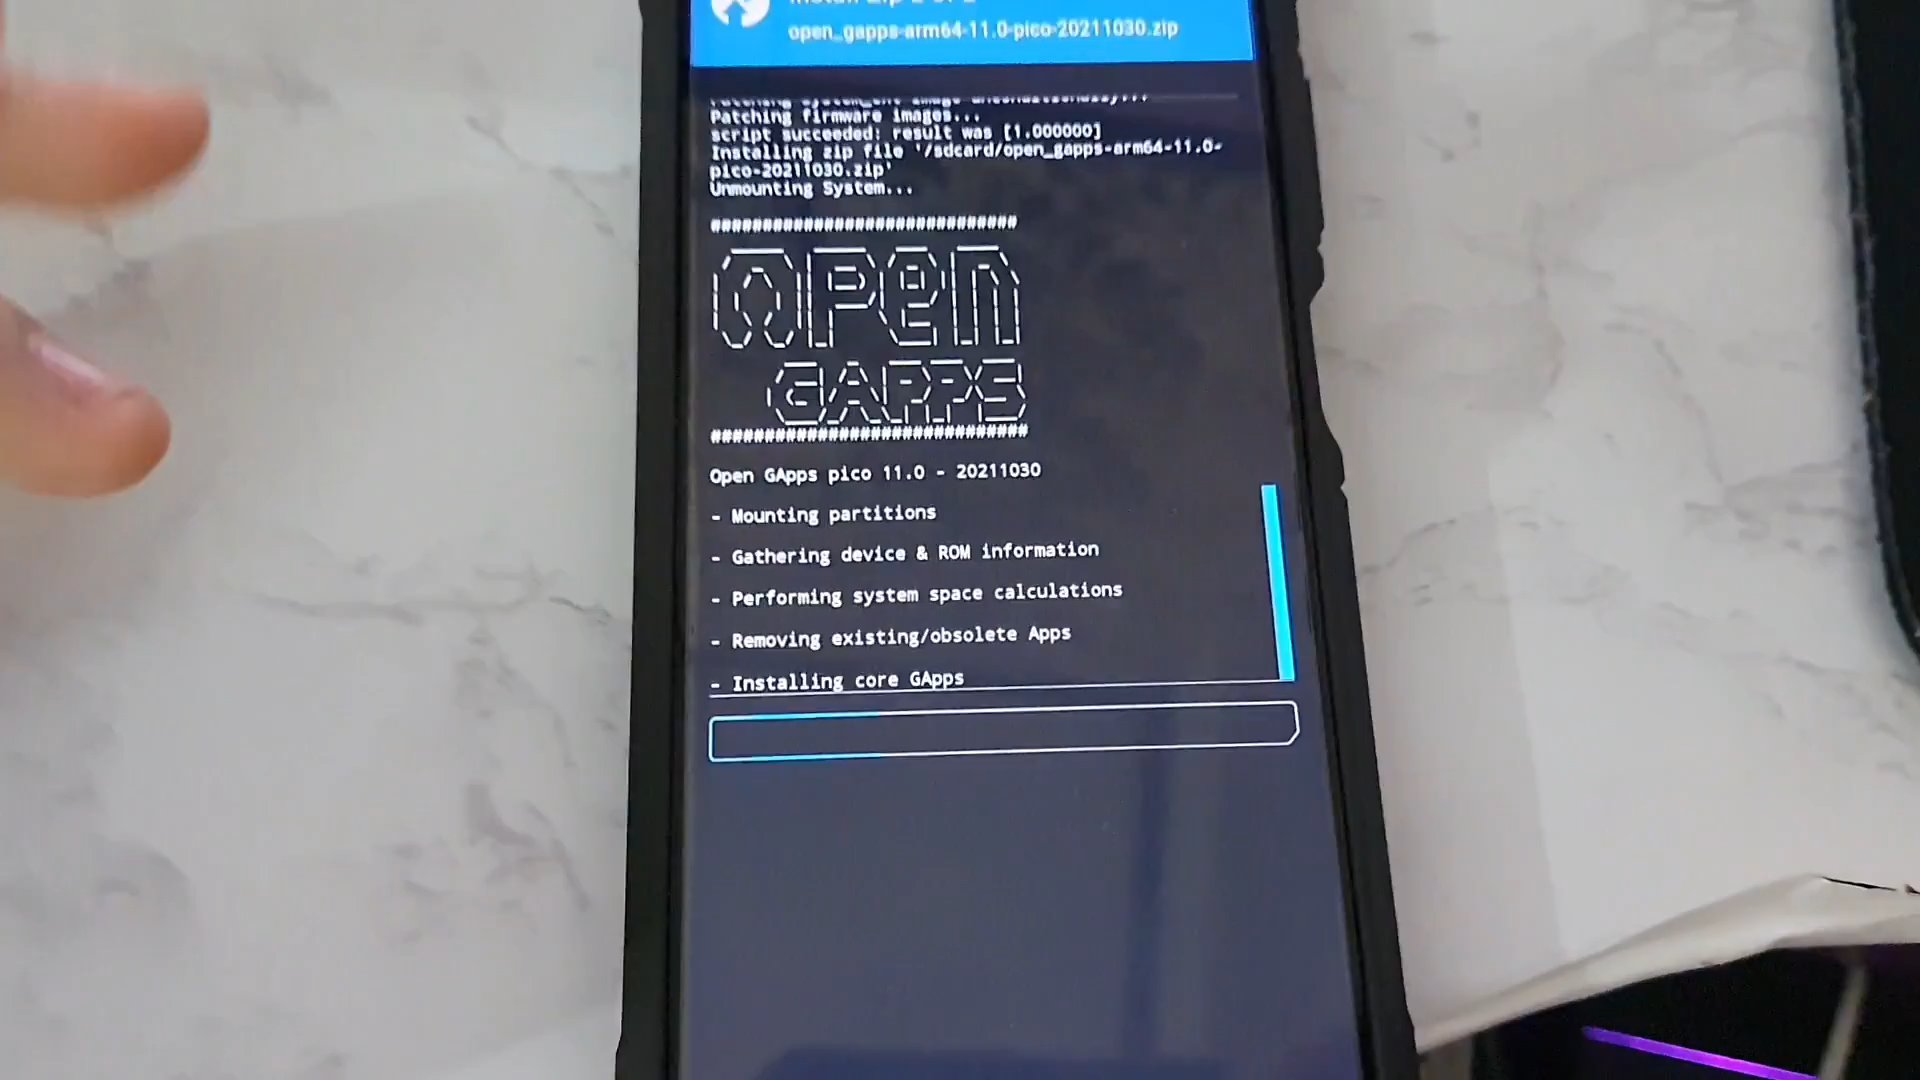 open_gapps-arm64-11.0-pico-20211030.zip
Patching firmware images...
script succeeded: result was [1.000000]
Installing zip file '/sdcard/open_gapps-arm64-11.0-
pico-20211030.zip'
Unmounting System...
############################
OPEN
GAPPS
############################
Open GApps pico 11.0 - 20211030
- Mounting partitions
- Gathering device & ROM information
- Performing system space calculations
- Removing existing/obsolete Apps
- Installing core GApps